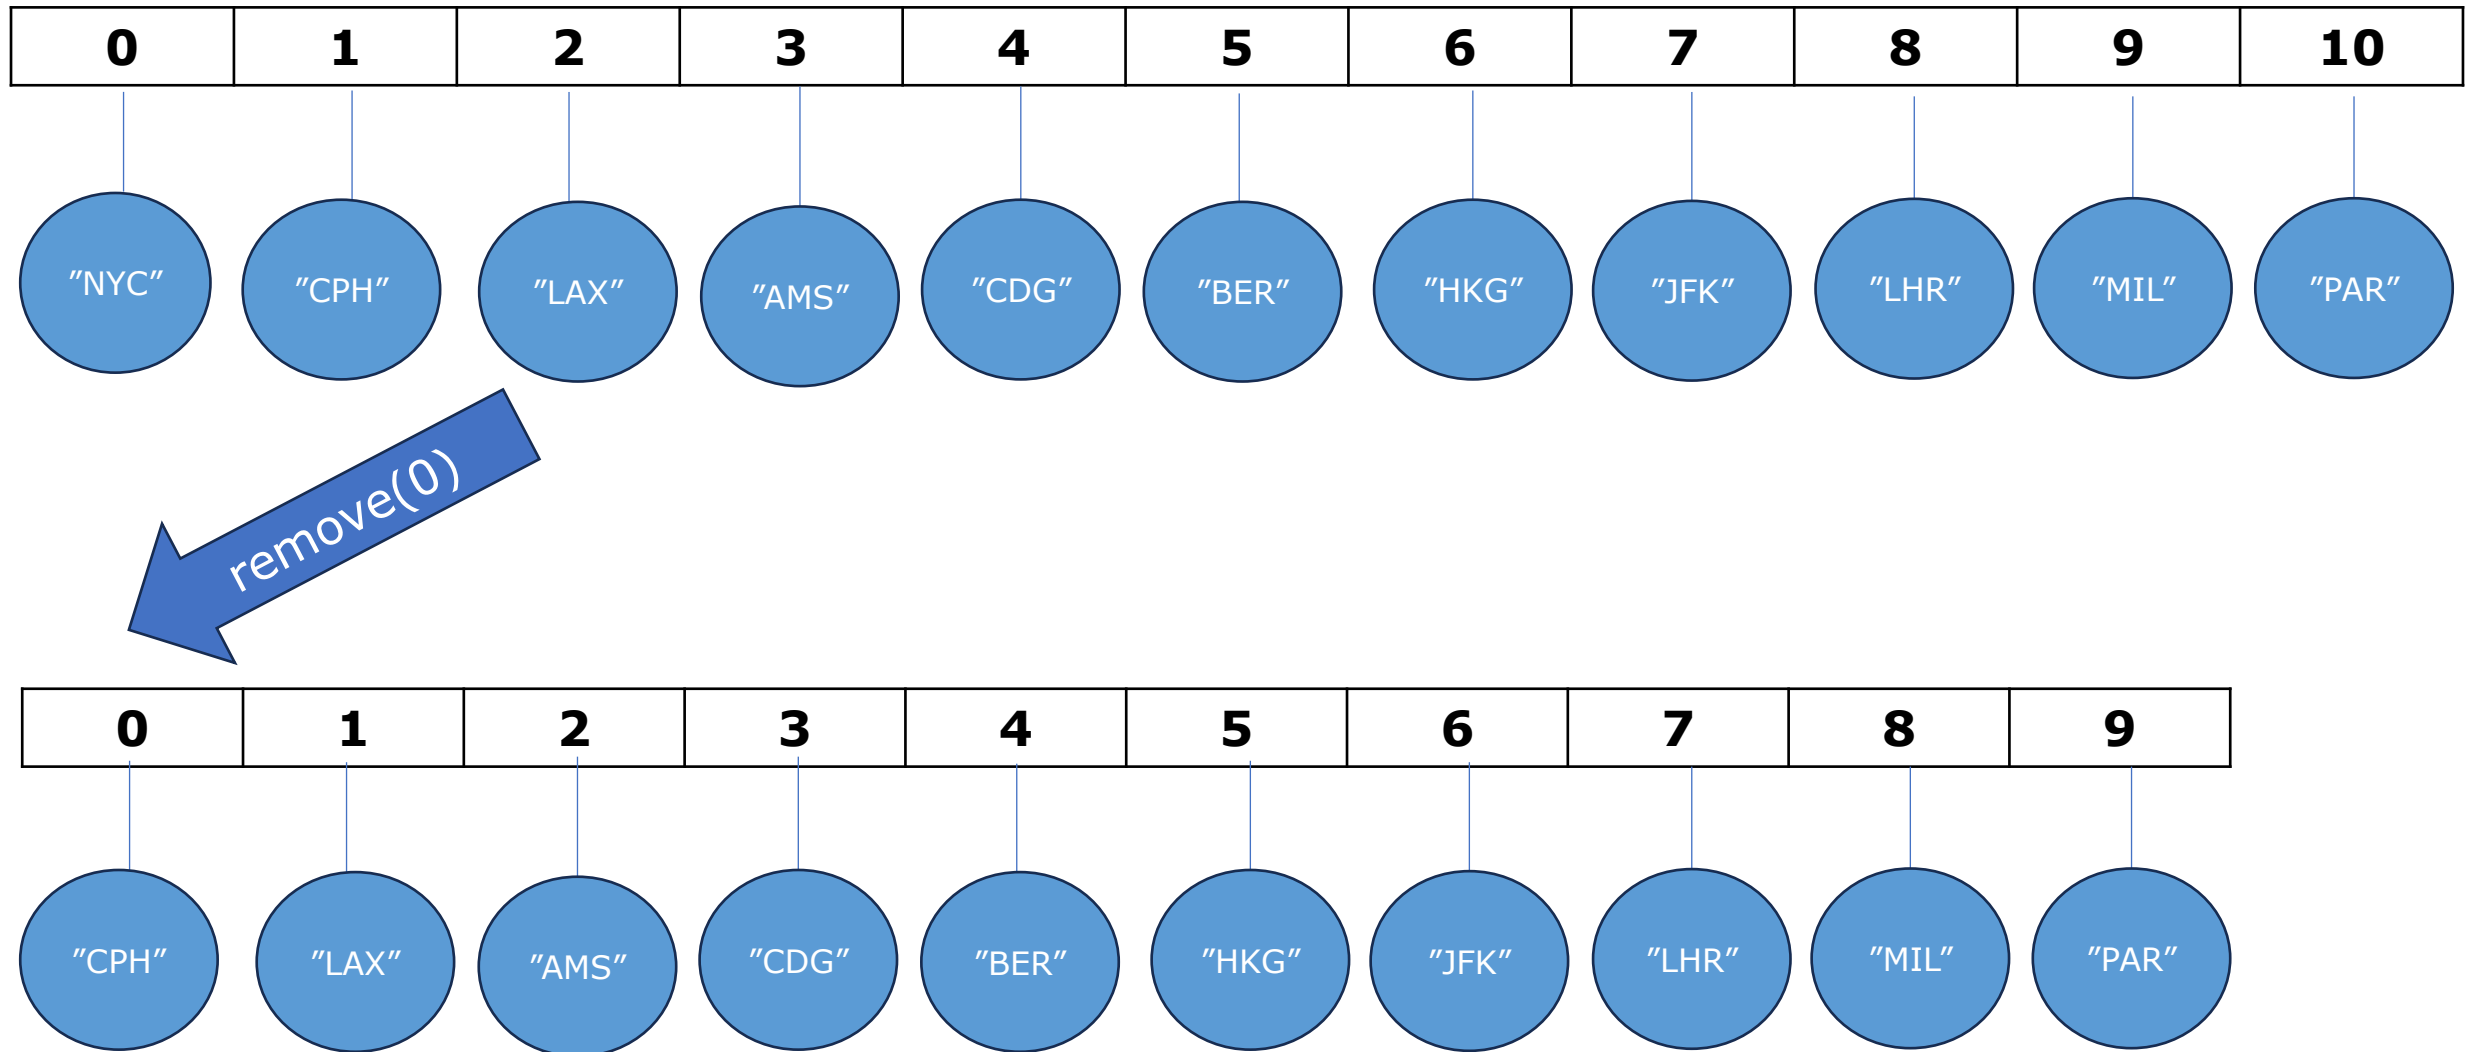 0 1 2 3 4 5 6 7 8 9 10
″NYC″ ″CPH″ ″LAX″ ″AMS″ ″CDG″ ″BER″ ″HKG″ ″JFK″ ″LHR″ ″MIL″ ″PAR″
remove(0)
0 1 2 3 4 5 6 7 8 9
″CPH″ ″LAX″ ″AMS″ ″CDG″ ″BER″ ″HKG″ ″JFK″ ″LHR″ ″MIL″ ″PAR″